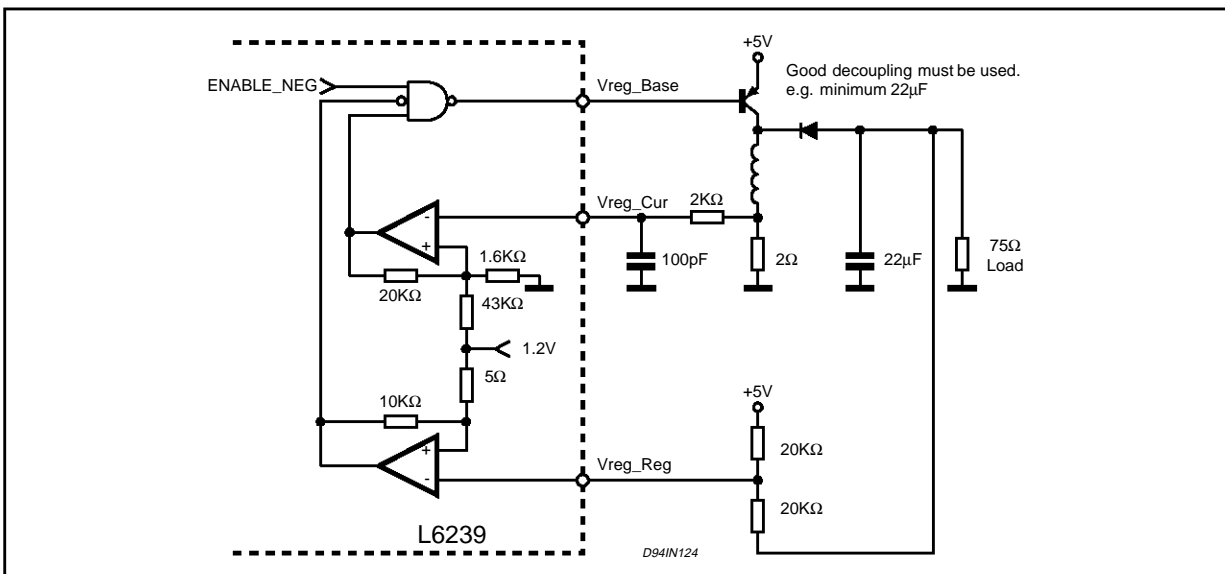 +5V
Good decoupling must be used.
e.g. minimum 22µF
ENABLE_NEG
Vreg_Base
Vreg_Cur
2KΩ
-
+
1.6KΩ
100pF
2Ω
22µF
75Ω
Load
20KΩ
43KΩ
1.2V
5Ω
10KΩ
+5V
+
-
Vreg_Reg
20KΩ
20KΩ
L6239
D94IN124